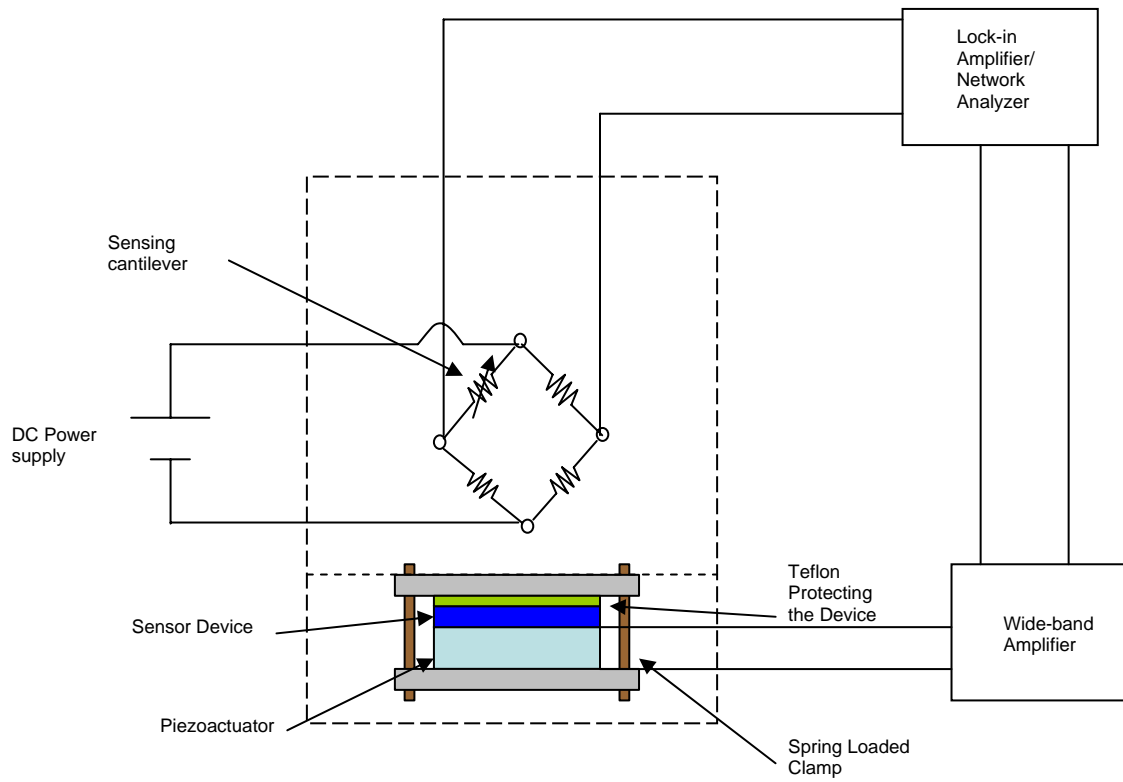 Lock-in
Amplifier/
Network
Analyzer
Sensing
cantilever
DC Power
supply
Teflon
Protecting
the Device
Sensor Device
Wide-band
Amplifier
Piezoactuator
Spring Loaded
Clamp